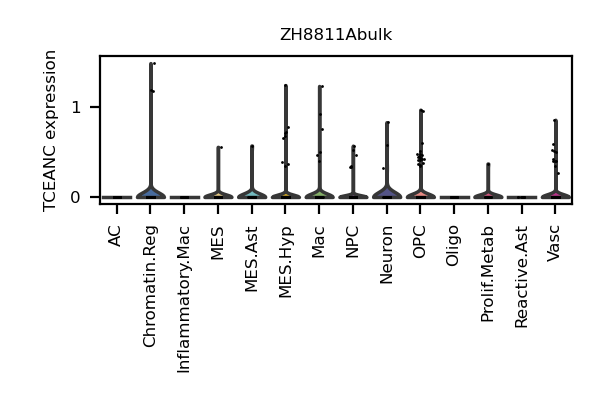 ZH8811Abulk
TCEANC expression
1
0
AC
Chromatin.Reg
Inflammatory.Mac
MES
MES.Ast
MES.Hyp
Mac
NPC
Neuron
OPC
Oligo
Prolif.Metab
Reactive.Ast
Vasc